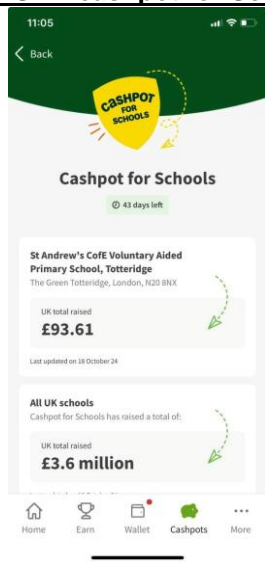 11:05
Back
CASHPOT
FOR
SCHOOLS
Cashpot for Schools
43 days left
St Andrew's CofE Voluntary Aided
Primary School, Totteridge
The Green Totteridge, London, N20 8NX
UK total raised
£93.61
Last updated on 18 October 24
All UK schools
Cashpot for Schools has raised a total of:
UK total raised
£3.6 million
Home Earn Wallet Cashpots More